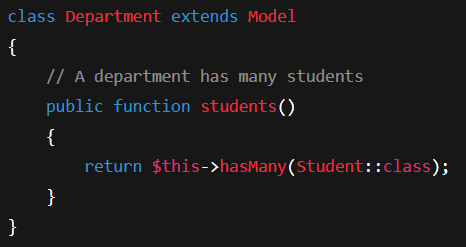 class Department extends Model
{
    // A department has many students
    public function students()
    {
        return $this->hasMany(Student::class);
    }
}